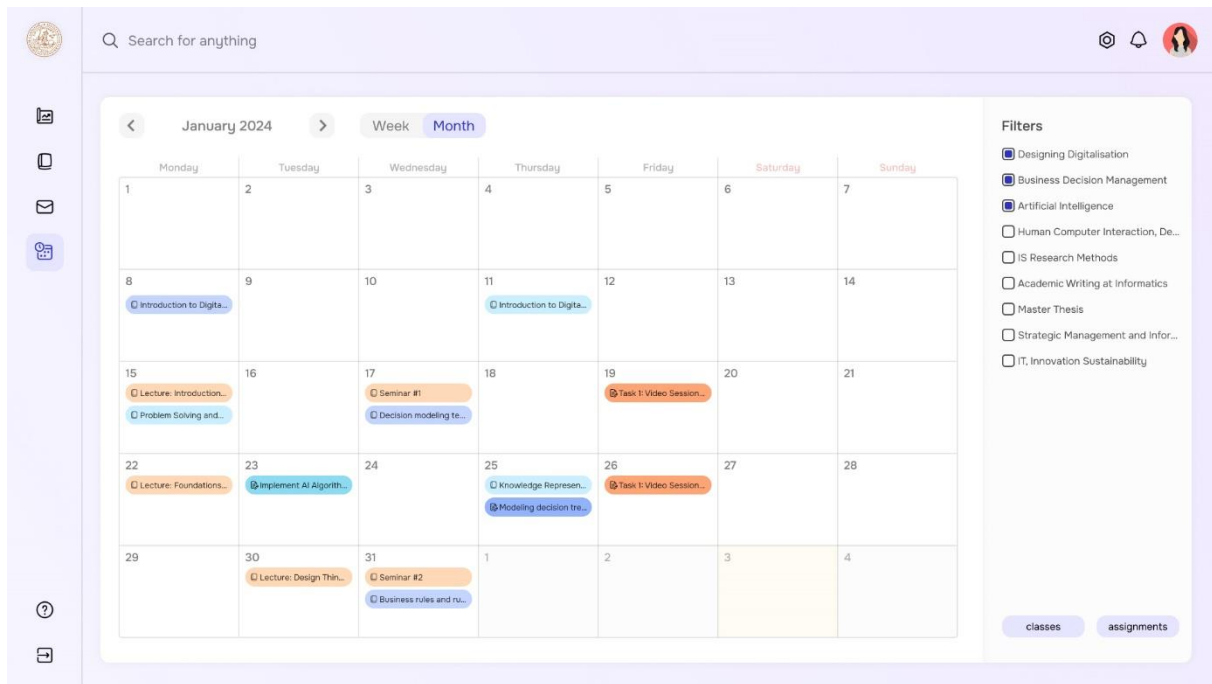 Search for anything
January 2024
Week Month
Monday Tuesday Wednesday Thursday Friday Saturday Sunday
1 2 3 4 5 6 7
8 9 10 11 12 13 14
Introduction to Digita... Introduction to Digita...
15 16 17 18 19 20 21
Lecture: Introduction... Seminar #1 Task 1: Video Session...
Problem Solving and... Decision modeling te...
22 23 24 25 26 27 28
Lecture: Foundations... Implement AI Algorith... Knowledge Represen... Task 1: Video Session...
Modeling decision tre...
29 30 31 1 2 3 4
Lecture: Design Thin... Seminar #2
Business rules and ru...
Filters
Designing Digitalisation
Business Decision Management
Artificial Intelligence
Human Computer Interaction, De...
IS Research Methods
Academic Writing at Informatics
Master Thesis
Strategic Management and Infor...
IT, Innovation Sustainability
classes assignments